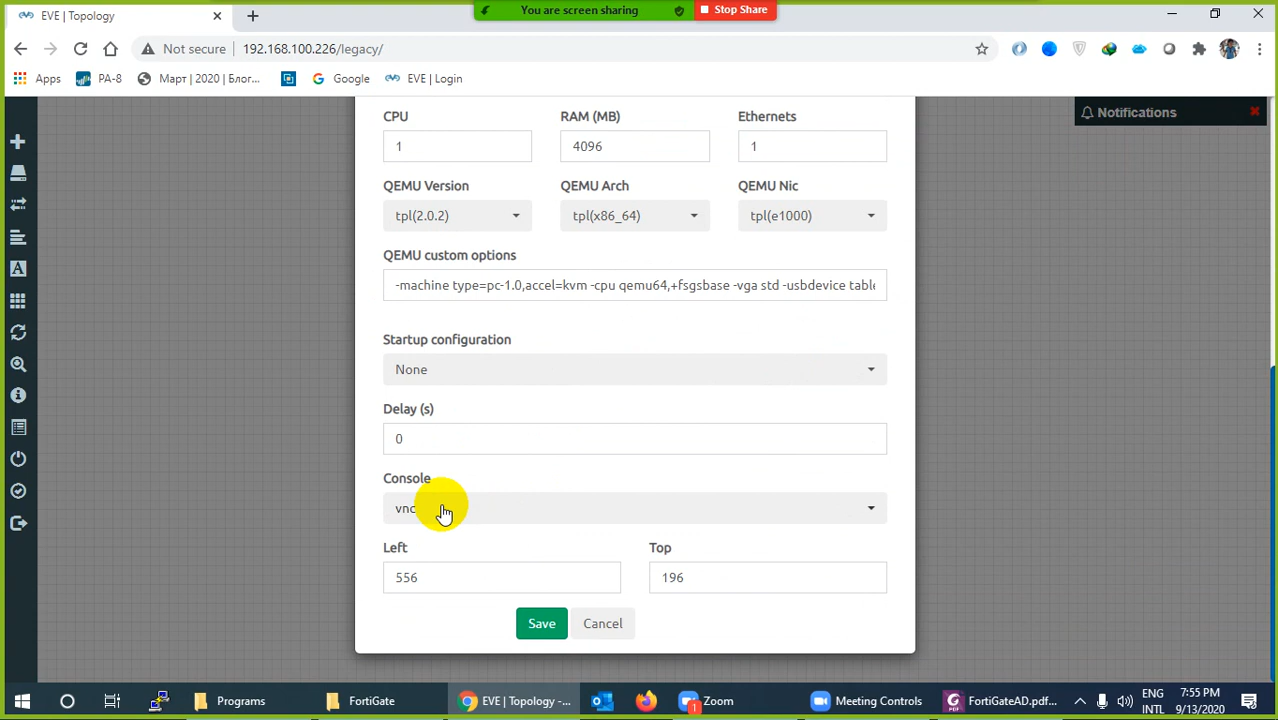 EVE | Topology
You are screen sharing
Stop Share
Not secure
192.168.100.226/legacy/
Apps
PA-8
Март | 2020 | Блог...
Google
EVE | Login
Notifications
CPU
RAM (MB)
Ethernets
1
4096
1
QEMU Version
QEMU Arch
QEMU Nic
tpl(2.0.2)
tpl(x86_64)
tpl(e1000)
QEMU custom options
-machine type=pc-1.0,accel=kvm -cpu qemu64,+fsgsbase -vga std -usbdevice table
Startup configuration
None
Delay (s)
0
Console
vnc
Left
Top
556
196
Save
Cancel
Programs
FortiGate
EVE | Topology -...
1
Zoom
Meeting Controls
FortiGateAD.pdf...
ENG
INTL
7:55 PM
9/13/2020